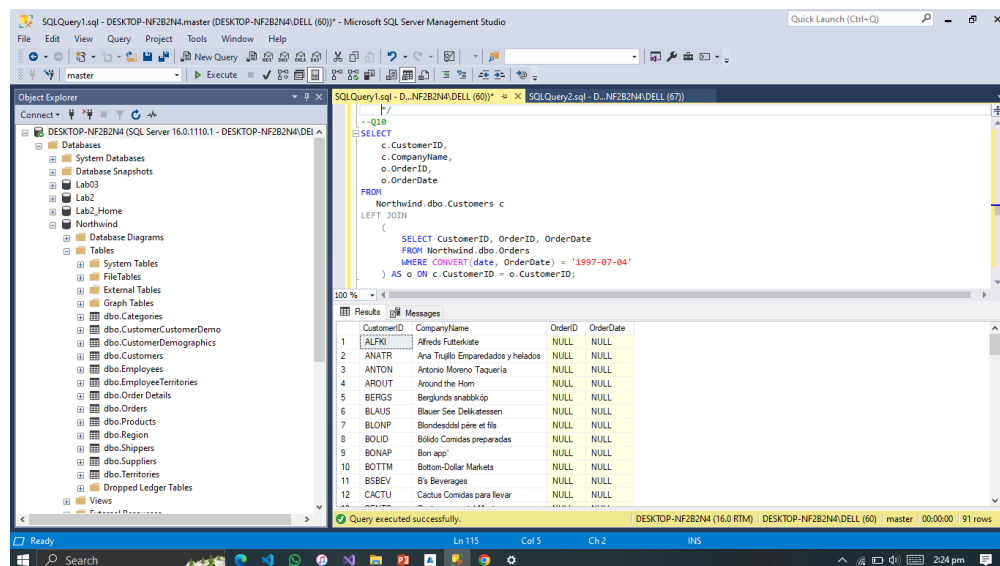 SQLQuery1.sql - DESKTOP-NF2B2N4.master (DESKTOP-NF2B2N4\DELL (60))* - Microsoft SQL Server Management Studio
Quick Launch (Ctrl+Q)
File Edit View Query Project Tools Window Help
New Query
master
Execute
Object Explorer
Connect
DESKTOP-NF2B2N4 (SQL Server 16.0.1110.1 - DESKTOP-NF2B2N4\DEL
Databases
System Databases
Database Snapshots
Lab03
Lab2
Lab2_Home
Northwind
Database Diagrams
Tables
System Tables
FileTables
External Tables
Graph Tables
dbo.Categories
dbo.CustomerCustomerDemo
dbo.CustomerDemographics
dbo.Customers
dbo.Employees
dbo.EmployeeTerritories
dbo.Order Details
dbo.Orders
dbo.Products
dbo.Region
dbo.Shippers
dbo.Suppliers
dbo.Territories
Dropped Ledger Tables
Views
SQLQuery1.sql - D...NF2B2N4\DELL (60))* SQLQuery2.sql - D...NF2B2N4\DELL (67))
*/
--Q10
SELECT
c.CustomerID,
c.CompanyName,
o.OrderID,
o.OrderDate
FROM
Northwind.dbo.Customers c
LEFT JOIN
(
SELECT CustomerID, OrderID, OrderDate
FROM Northwind.dbo.Orders
WHERE CONVERT(date, OrderDate) = '1997-07-04'
) AS o ON c.CustomerID = o.CustomerID;
100 %
Results Messages
CustomerID CompanyName OrderID OrderDate
1 ALFKI Alfreds Futterkiste NULL NULL
2 ANATR Ana Trujillo Emparedados y helados NULL NULL
3 ANTON Antonio Moreno Taquería NULL NULL
4 AROUT Around the Horn NULL NULL
5 BERGS Berglunds snabbköp NULL NULL
6 BLAUS Blauer See Delikatessen NULL NULL
7 BLONP Blondesddsl père et fils NULL NULL
8 BOLID Bólido Comidas preparadas NULL NULL
9 BONAP Bon app' NULL NULL
10 BOTTM Bottom-Dollar Markets NULL NULL
11 BSBEV B's Beverages NULL NULL
12 CACTU Cactus Comidas para llevar NULL NULL
Query executed successfully. DESKTOP-NF2B2N4 (16.0 RTM) DESKTOP-NF2B2N4\DELL (60) master 00:00:00 91 rows
Ready Ln 115 Col 5 Ch 2 INS
Search 2:24 pm